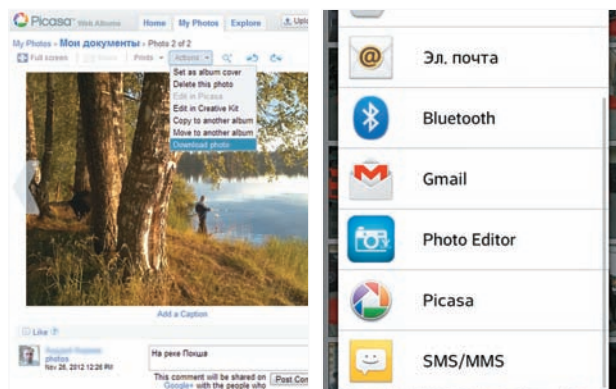 Picasa™ Web Albums Home My Photos Explore Uplo
My Photos > Мои документы > Photo 2 of 2
Full screen Share Prints Actions
Set as album cover
Delete this photo
Edit in Picasa
Edit in Creative Kit
Copy to another album
Move to another album
Download photo
Add a Caption
Like
photos
Nov 26, 2012 12:26 PM
На реке Покша
This comment will be shared on
Google+ with the people who
Post Com
Эл. почта
Bluetooth
Gmail
Photo Editor
Picasa
SMS/MMS